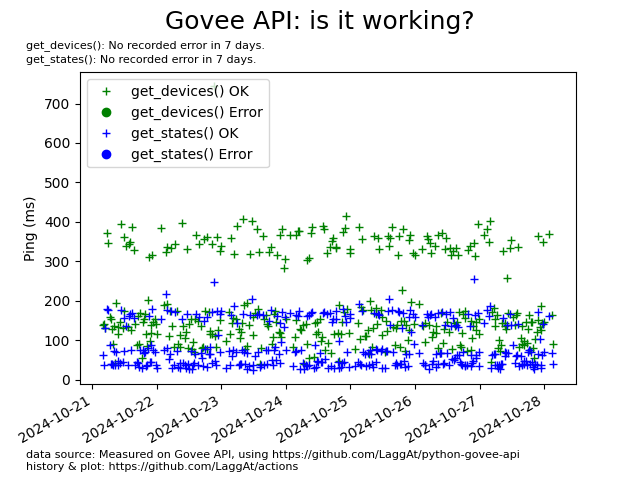 Govee API: is it working?
get_devices(): No recorded error in 7 days.
get_states(): No recorded error in 7 days.
get_devices() OK
get_devices() Error
get_states() OK
get_states() Error
Ping (ms)
700
600
500
400
300
200
100
0
2024-10-21
2024-10-22
2024-10-23
2024-10-24
2024-10-25
2024-10-26
2024-10-27
2024-10-28
data source: Measured on Govee API, using https://github.com/LaggAt/python-govee-api
history & plot: https://github.com/LaggAt/actions